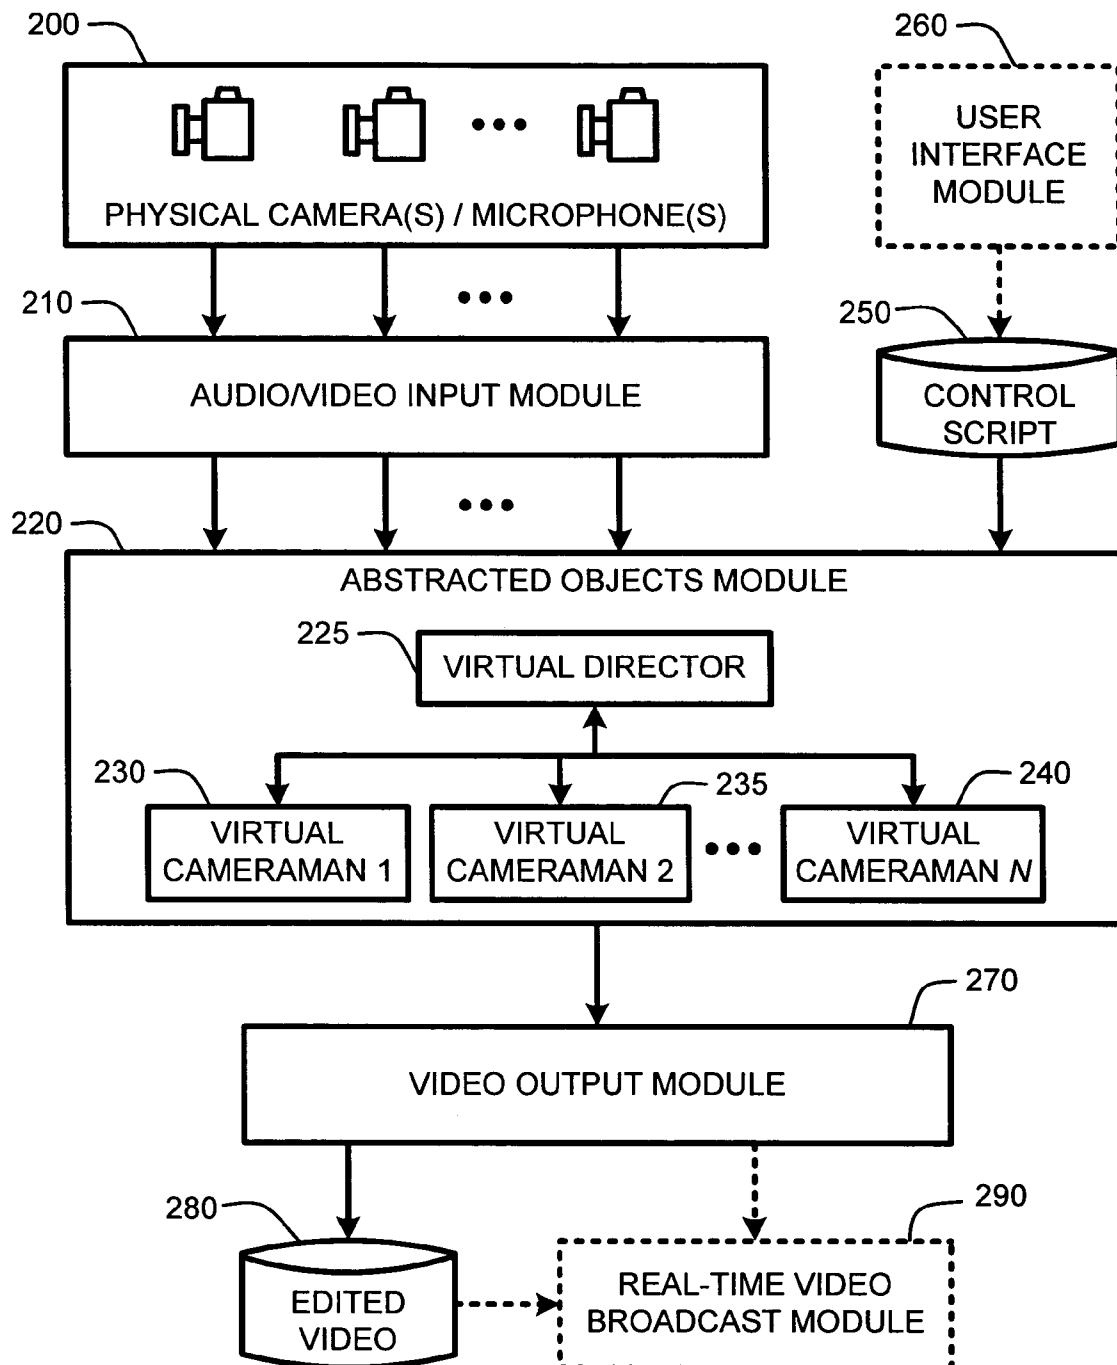 200
260
PHYSICAL CAMERA(S) / MICROPHONE(S)
USER
INTERFACE
MODULE
210
250
AUDIO/VIDEO INPUT MODULE
CONTROL
SCRIPT
220
ABSTRACTED OBJECTS MODULE
225
VIRTUAL DIRECTOR
230
235
240
VIRTUAL
CAMERAMAN 1
VIRTUAL
CAMERAMAN 2
VIRTUAL
CAMERAMAN N
270
VIDEO OUTPUT MODULE
280
290
EDITED
VIDEO
REAL-TIME VIDEO
BROADCAST MODULE